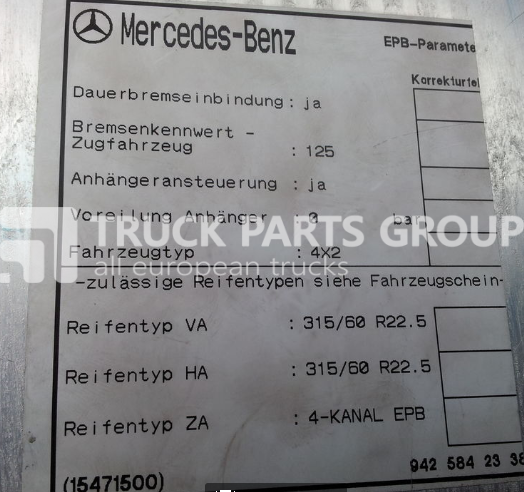 Mercedes-Benz
EPB-Paramete
Korrekturfel
Dauerbremseinbindung : ja
Bremsenkennwert -
Zugfahrzeug : 125
Anhängeransteuerung : ja
Voreilung Anhänger : 0 bar
TRUCK PARTS GROUP
Fahrzeugtyp : 4X2
all european trucks
-zulässige Reifentypen siehe Fahrzeugschein-
Reifentyp VA : 315/60 R22.5
Reifentyp HA : 315/60 R22.5
Reifentyp ZA : 4-KANAL EPB
942 584 23 38
(15471500)